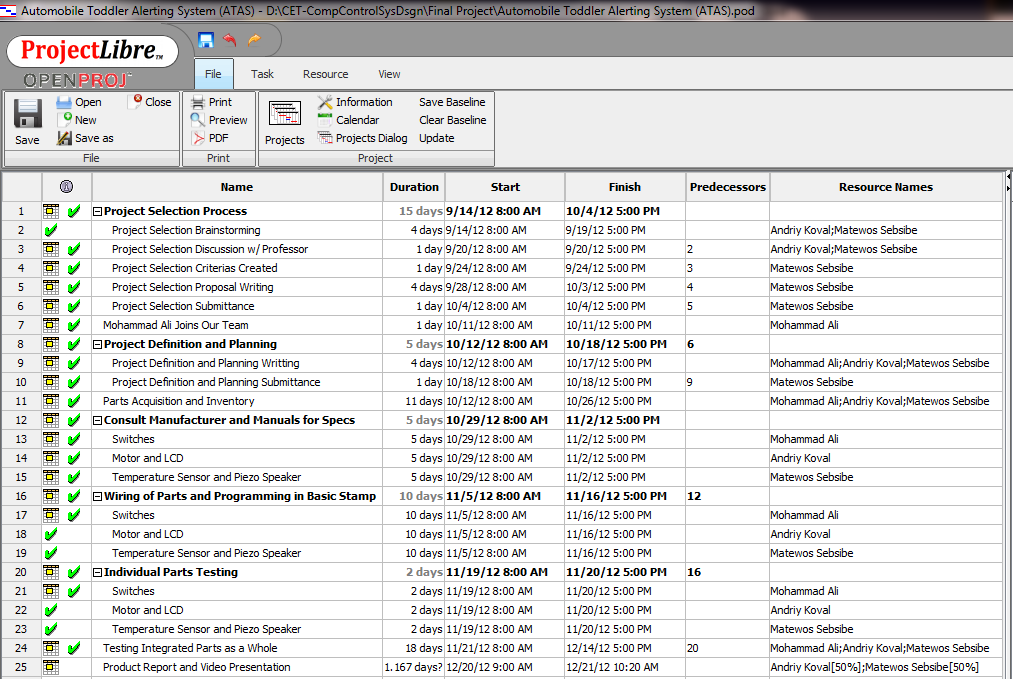 Automobile Toddler Alerting System (ATAS) - D:\CET-CompControlSysDsgn\Final Project\Automobile Toddler Alerting System (ATAS).pod
ProjectLibre™
OPENPROJ™
File Task Resource View
Save Open New Save as Close
File
Print Preview PDF
Print
Projects Information Calendar Projects Dialog Save Baseline Clear Baseline Update
Project
Name Duration Start Finish Predecessors Resource Names
1 Project Selection Process 15 days 9/14/12 8:00 AM 10/4/12 5:00 PM
2 Project Selection Brainstorming 4 days 9/14/12 8:00 AM 9/19/12 5:00 PM Andriy Koval;Matewos Sebsibe
3 Project Selection Discussion w/ Professor 1 day 9/20/12 8:00 AM 9/20/12 5:00 PM 2 Andriy Koval;Matewos Sebsibe
4 Project Selection Criterias Created 1 day 9/24/12 8:00 AM 9/24/12 5:00 PM 3 Matewos Sebsibe
5 Project Selection Proposal Writing 4 days 9/28/12 8:00 AM 10/3/12 5:00 PM 4 Matewos Sebsibe
6 Project Selection Submittance 1 day 10/4/12 8:00 AM 10/4/12 5:00 PM 5 Matewos Sebsibe
7 Mohammad Ali Joins Our Team 1 day 10/11/12 8:00 AM 10/11/12 5:00 PM Mohammad Ali
8 Project Definition and Planning 5 days 10/12/12 8:00 AM 10/18/12 5:00 PM 6
9 Project Definition and Planning Writting 4 days 10/12/12 8:00 AM 10/17/12 5:00 PM Mohammad Ali;Andriy Koval;Matewos Sebsibe
10 Project Definition and Planning Submittance 1 day 10/18/12 8:00 AM 10/18/12 5:00 PM 9 Matewos Sebsibe
11 Parts Acquisition and Inventory 11 days 10/12/12 8:00 AM 10/26/12 5:00 PM Mohammad Ali;Andriy Koval;Matewos Sebsibe
12 Consult Manufacturer and Manuals for Specs 5 days 10/29/12 8:00 AM 11/2/12 5:00 PM
13 Switches 5 days 10/29/12 8:00 AM 11/2/12 5:00 PM Mohammad Ali
14 Motor and LCD 5 days 10/29/12 8:00 AM 11/2/12 5:00 PM Andriy Koval
15 Temperature Sensor and Piezo Speaker 5 days 10/29/12 8:00 AM 11/2/12 5:00 PM Matewos Sebsibe
16 Wiring of Parts and Programming in Basic Stamp 10 days 11/5/12 8:00 AM 11/16/12 5:00 PM 12
17 Switches 10 days 11/5/12 8:00 AM 11/16/12 5:00 PM Mohammad Ali
18 Motor and LCD 10 days 11/5/12 8:00 AM 11/16/12 5:00 PM Andriy Koval
19 Temperature Sensor and Piezo Speaker 10 days 11/5/12 8:00 AM 11/16/12 5:00 PM Matewos Sebsibe
20 Individual Parts Testing 2 days 11/19/12 8:00 AM 11/20/12 5:00 PM 16
21 Switches 2 days 11/19/12 8:00 AM 11/20/12 5:00 PM Mohammad Ali
22 Motor and LCD 2 days 11/19/12 8:00 AM 11/20/12 5:00 PM Andriy Koval
23 Temperature Sensor and Piezo Speaker 2 days 11/19/12 8:00 AM 11/20/12 5:00 PM Matewos Sebsibe
24 Testing Integrated Parts as a Whole 18 days 11/21/12 8:00 AM 12/14/12 5:00 PM 20 Mohammad Ali;Andriy Koval;Matewos Sebsibe
25 Product Report and Video Presentation 1.167 days? 12/20/12 9:00 AM 12/21/12 10:20 AM Andriy Koval[50%];Matewos Sebsibe[50%]